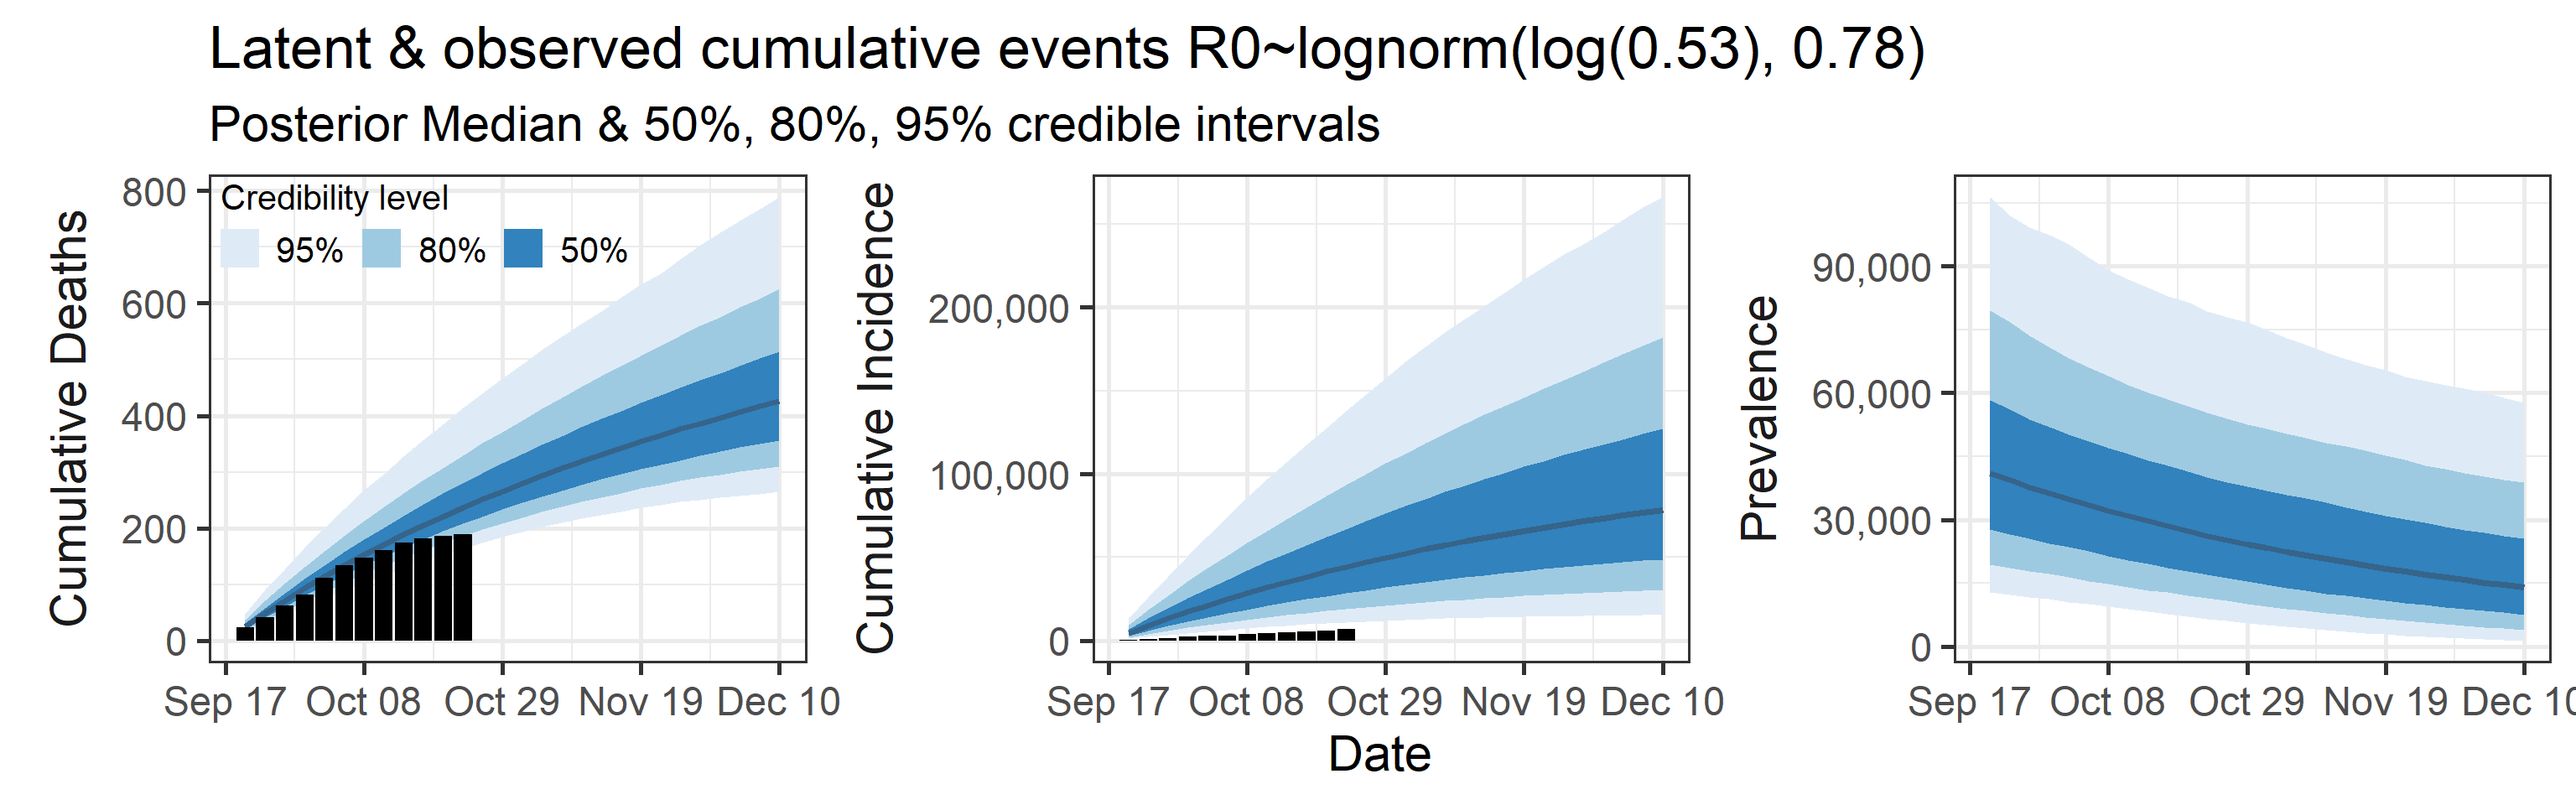 Latent & observed cumulative events R0~lognorm(log(0.53), 0.78)
Posterior Median & 50%, 80%, 95% credible intervals
Cumulative Deaths
800
600
400
200
0
Credibility level
95% 80% 50%
Sep 17 Oct 08 Oct 29 Nov 19 Dec 10
Cumulative Incidence
200,000
100,000
0
Sep 17 Oct 08 Oct 29 Nov 19 Dec 10
Prevalence
90,000
60,000
30,000
0
Sep 17 Oct 08 Oct 29 Nov 19 Dec 10
Date